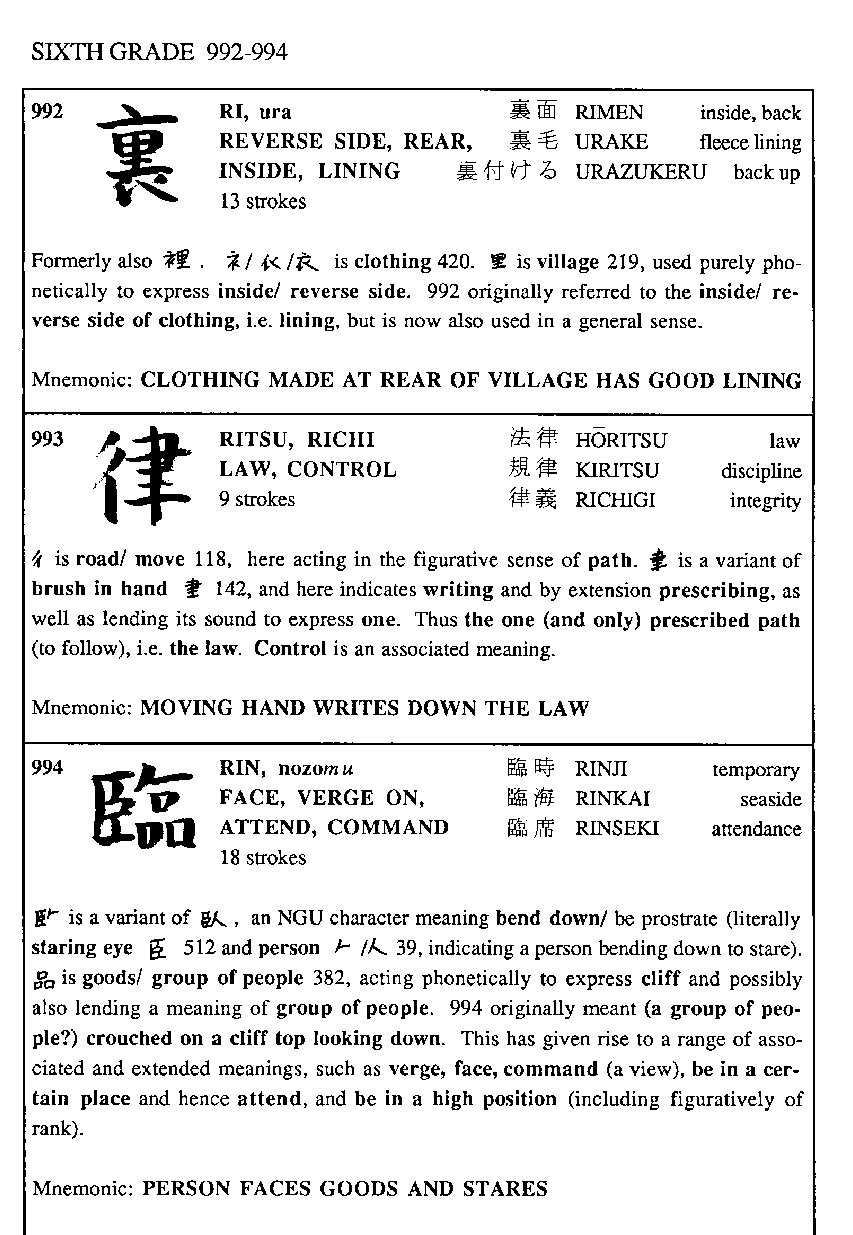 SIXTH GRADE 992-994
992 裏 RI, ura 裏面 RIMEN inside, back
REVERSE SIDE, REAR, 裏毛 URAKE fleece lining
INSIDE, LINING 裏付ける URAZUKERU back up
13 strokes
Formerly also 裡. 衤/𧘇/衣 is clothing 420. 里 is village 219, used purely pho-
netically to express inside/ reverse side. 992 originally referred to the inside/ re-
verse side of clothing, i.e. lining, but is now also used in a general sense.
Mnemonic: CLOTHING MADE AT REAR OF VILLAGE HAS GOOD LINING
993 律 RITSU, RICHI 法律 HŌRITSU law
LAW, CONTROL 規律 KIRITSU discipline
9 strokes 律義 RICHIGI integrity
彳 is road/ move 118, here acting in the figurative sense of path. 聿 is a variant of
brush in hand 142, and here indicates writing and by extension prescribing, as
well as lending its sound to express one. Thus the one (and only) prescribed path
(to follow), i.e. the law. Control is an associated meaning.
Mnemonic: MOVING HAND WRITES DOWN THE LAW
994 臨 RIN, nozomu 臨時 RINJI temporary
FACE, VERGE ON, 臨海 RINKAI seaside
ATTEND, COMMAND 臨席 RINSEKI attendance
18 strokes
is a variant of 臥, an NGU character meaning bend down/ be prostrate (literally
staring eye 臣 512 and person 𠂉/人 39, indicating a person bending down to stare).
品 is goods/ group of people 382, acting phonetically to express cliff and possibly
also lending a meaning of group of people. 994 originally meant (a group of peo-
ple?) crouched on a cliff top looking down. This has given rise to a range of asso-
ciated and extended meanings, such as verge, face, command (a view), be in a cer-
tain place and hence attend, and be in a high position (including figuratively of
rank).
Mnemonic: PERSON FACES GOODS AND STARES